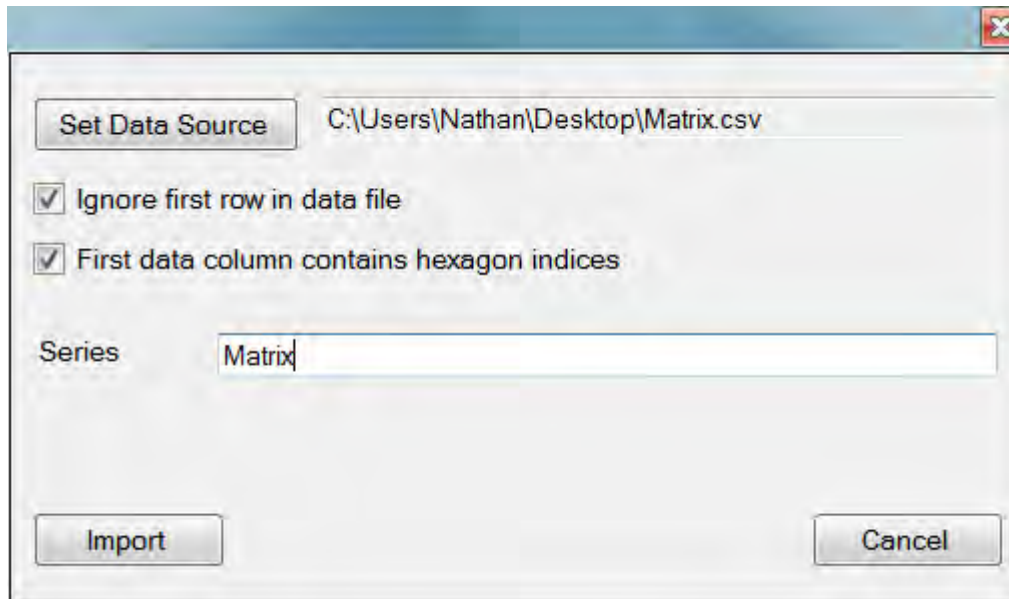 Set Data Source C:\Users\Nathan\Desktop\Matrix.csv
Ignore first row in data file
First data column contains hexagon indices
Series Matrix
Import Cancel